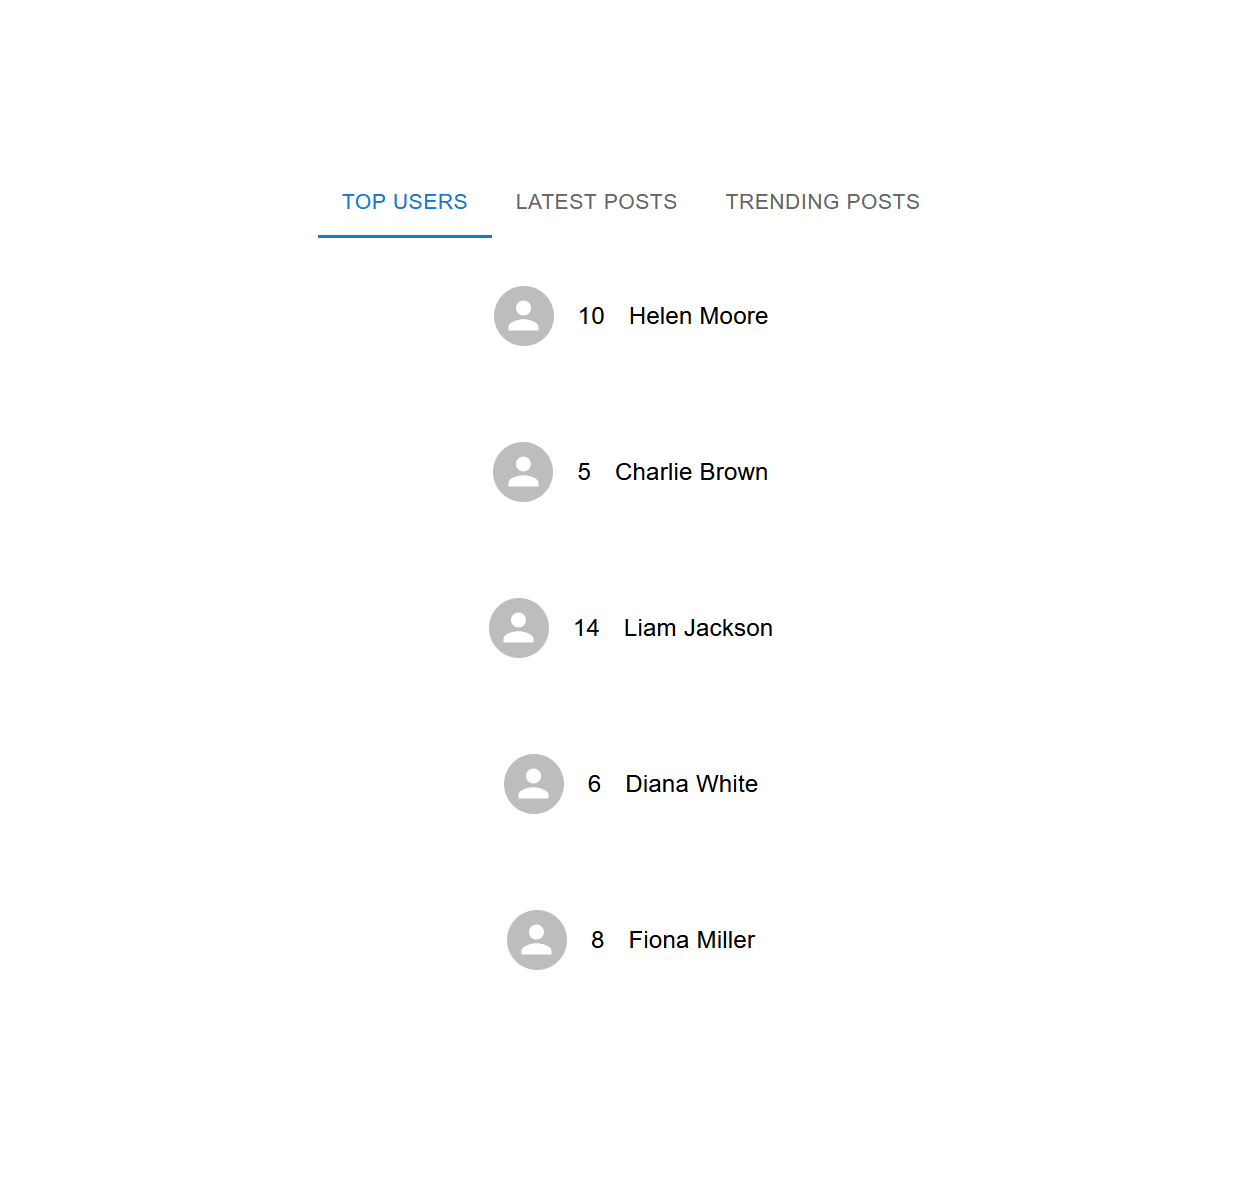 TOP USERS LATEST POSTS TRENDING POSTS
10 Helen Moore
5 Charlie Brown
14 Liam Jackson
6 Diana White
8 Fiona Miller